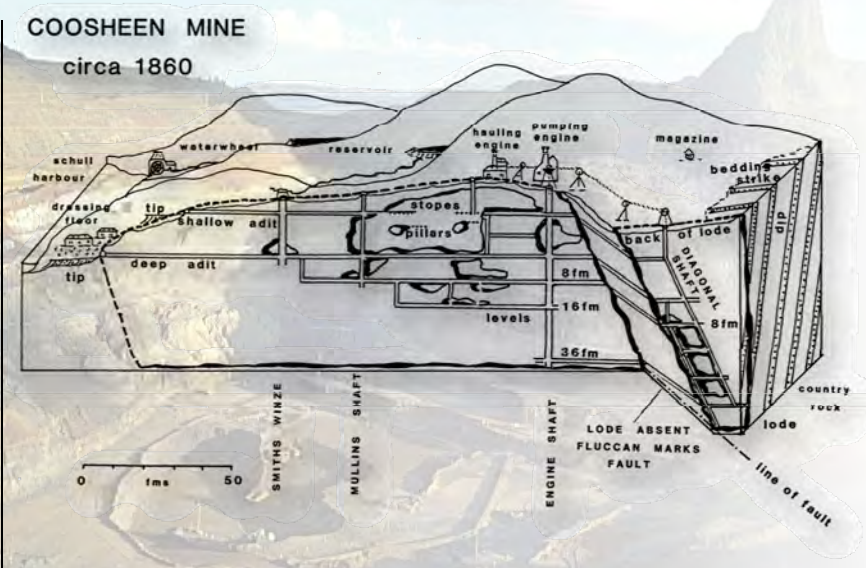 COOSHEEN MINE
circa 1860
pumping
hauling engine
engine
magazine
waterwheel
reservoir
schull
harbour
bedding
strike
dressing
floor
tip
stopes
shallow adit
dip
pillars
back of lode
tip
deep adit
DIAGONAL
SHAFT
8fm
16fm
8fm
levels
36fm
country
rock
lode
LODE ABSENT
FLUCCAN MARKS
FAULT
line of fault
0 fms 50
SMITHS WINZE
MULLINS SHAFT
ENGINE SHAFT